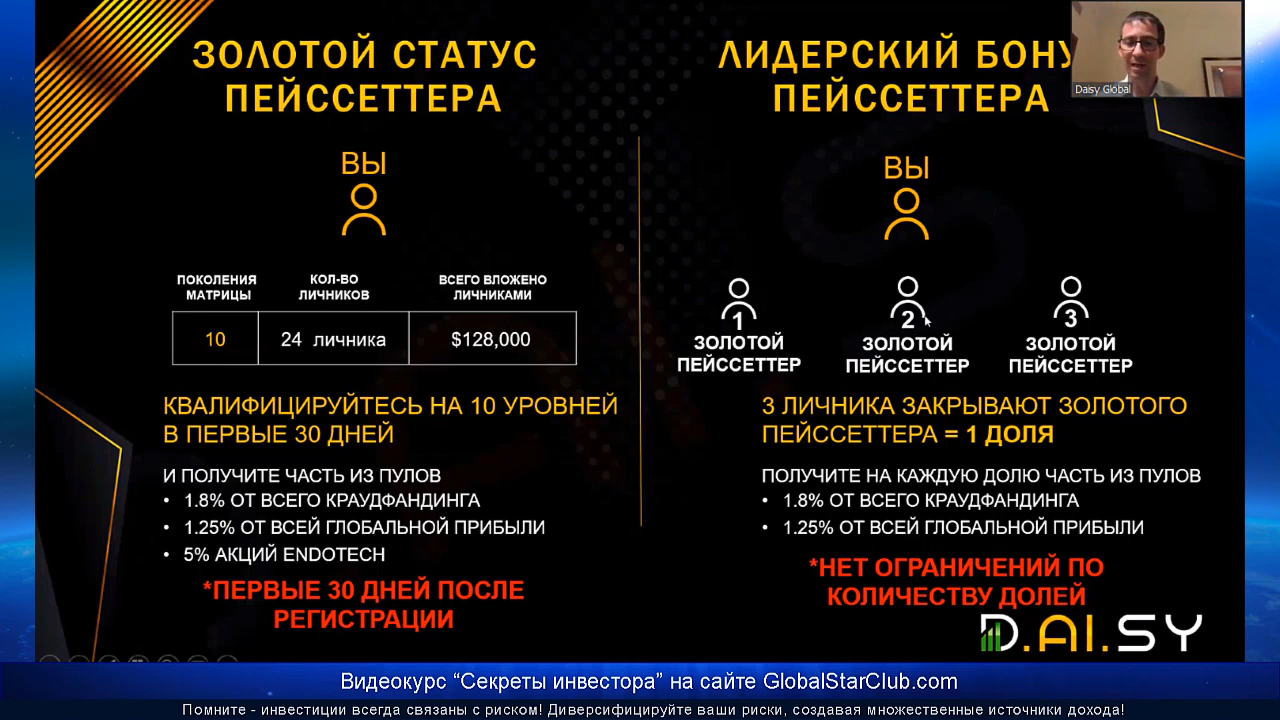 ЗОЛОТОЙ СТАТУС
ПЕЙССЕТТЕРА
ВЫ
ПОКОЛЕНИЯ
МАТРИЦЫ
КОЛ-ВО
ЛИЧНИКОВ
ВСЕГО ВЛОЖЕНО
ЛИЧНИКАМИ
10
24 личника
$128,000
КВАЛИФИЦИРУЙТЕСЬ НА 10 УРОВНЕЙ
В ПЕРВЫЕ 30 ДНЕЙ
И ПОЛУЧИТЕ ЧАСТЬ ИЗ ПУЛОВ
• 1.8% ОТ ВСЕГО КРАУДФАНДИНГА
• 1.25% ОТ ВСЕЙ ГЛОБАЛЬНОЙ ПРИБЫЛИ
• 5% АКЦИЙ ENDOTECH
*ПЕРВЫЕ 30 ДНЕЙ ПОСЛЕ
РЕГИСТРАЦИИ
ЛИДЕРСКИЙ БОНУ
ПЕЙССЕТТЕРА
Daisy Global
ВЫ
1
ЗОЛОТОЙ
ПЕЙССЕТТЕР
2
ЗОЛОТОЙ
ПЕЙССЕТТЕР
3
ЗОЛОТОЙ
ПЕЙССЕТТЕР
3 ЛИЧНИКА ЗАКРЫВАЮТ ЗОЛОТОГО
ПЕЙССЕТТЕРА = 1 ДОЛЯ
ПОЛУЧИТЕ НА КАЖДУЮ ДОЛЮ ЧАСТЬ ИЗ ПУЛОВ
• 1.8% ОТ ВСЕГО КРАУДФАНДИНГА
• 1.25% ОТ ВСЕЙ ГЛОБАЛЬНОЙ ПРИБЫЛИ
*НЕТ ОГРАНИЧЕНИЙ ПО
КОЛИЧЕСТВУ ДОЛЕЙ
D.AI.SY
Видеокурс “Секреты инвестора” на сайте GlobalStarClub.com
Помните - инвестиции всегда связаны с риском! Диверсифицируйте ваши риски, создавая множественные источники дохода!